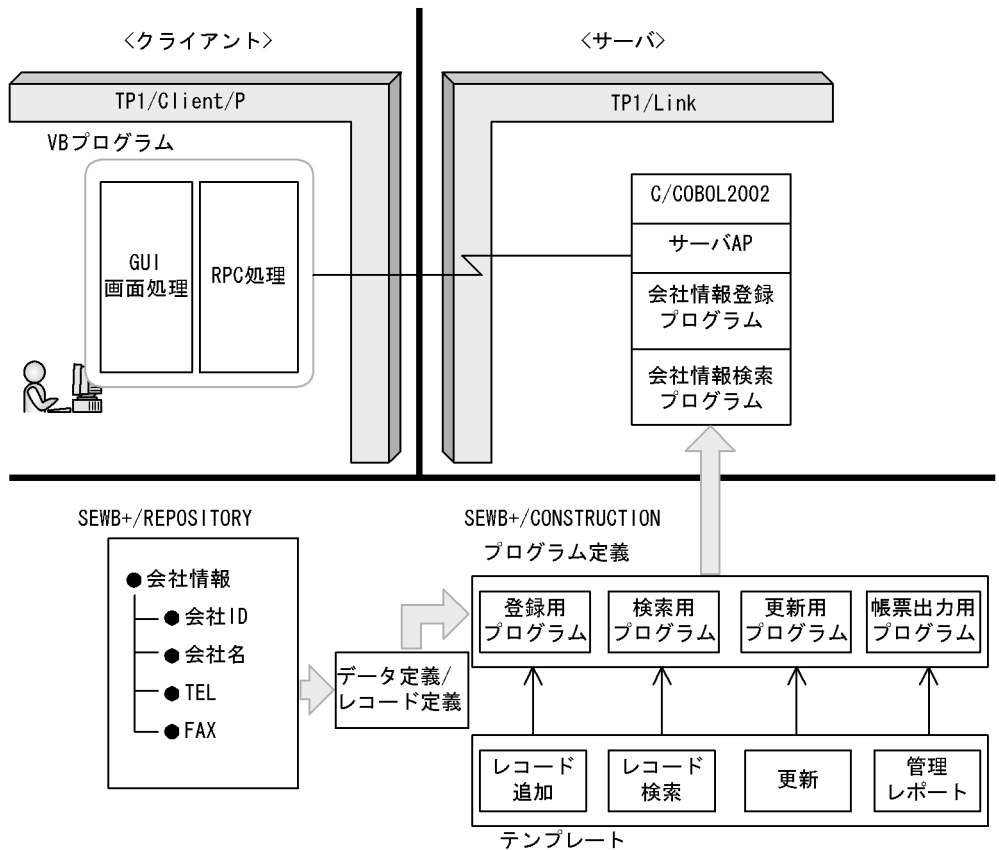 <クライアント>
<サーバ>
TP1/Client/P
TP1/Link
VBプログラム
GUI
画面処理
RPC処理
C/COBOL2002
サーバAP
会社情報登録
プログラム
会社情報検索
プログラム
SEWB+/REPOSITORY
会社情報
会社ID
会社名
TEL
FAX
データ定義/
レコード定義
SEWB+/CONSTRUCTION
プログラム定義
登録用
プログラム
検索用
プログラム
更新用
プログラム
帳票出力用
プログラム
レコード
追加
レコード
検索
更新
管理
レポート
テンプレート